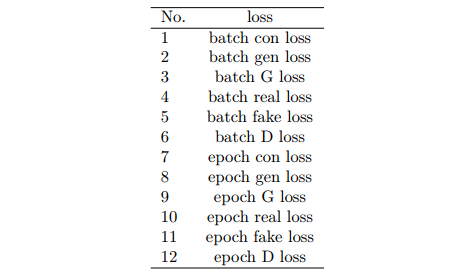 No. loss
1 batch con loss
2 batch gen loss
3 batch G loss
4 batch real loss
5 batch fake loss
6 batch D loss
7 epoch con loss
8 epoch gen loss
9 epoch G loss
10 epoch real loss
11 epoch fake loss
12 epoch D loss